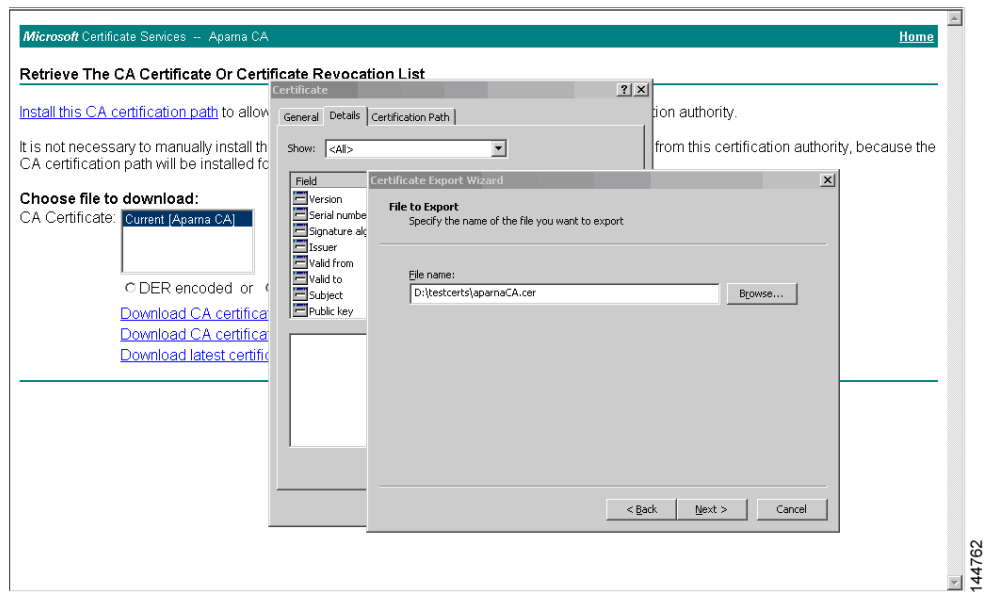 Microsoft Certificate Services -- Aparna CA
Home
Retrieve The CA Certificate Or Certificate Revocation List
Install this CA certification path to allow
ion authority.
It is not necessary to manually install th
from this certification authority, because the
CA certification path will be installed fo
Choose file to download:
CA Certificate:
Current [Aparna CA]
DER encoded or
Download CA certifica
Download CA certifica
Download latest certific
Certificate
General
Details
Certification Path
Show:
<All>
Field
Version
Serial numbe
Signature alg
Issuer
Valid from
Valid to
Subject
Public key
Certificate Export Wizard
File to Export
Specify the name of the file you want to export
File name:
D:\testcerts\aparnaCA.cer
Browse...
< Back
Next >
Cancel
144762